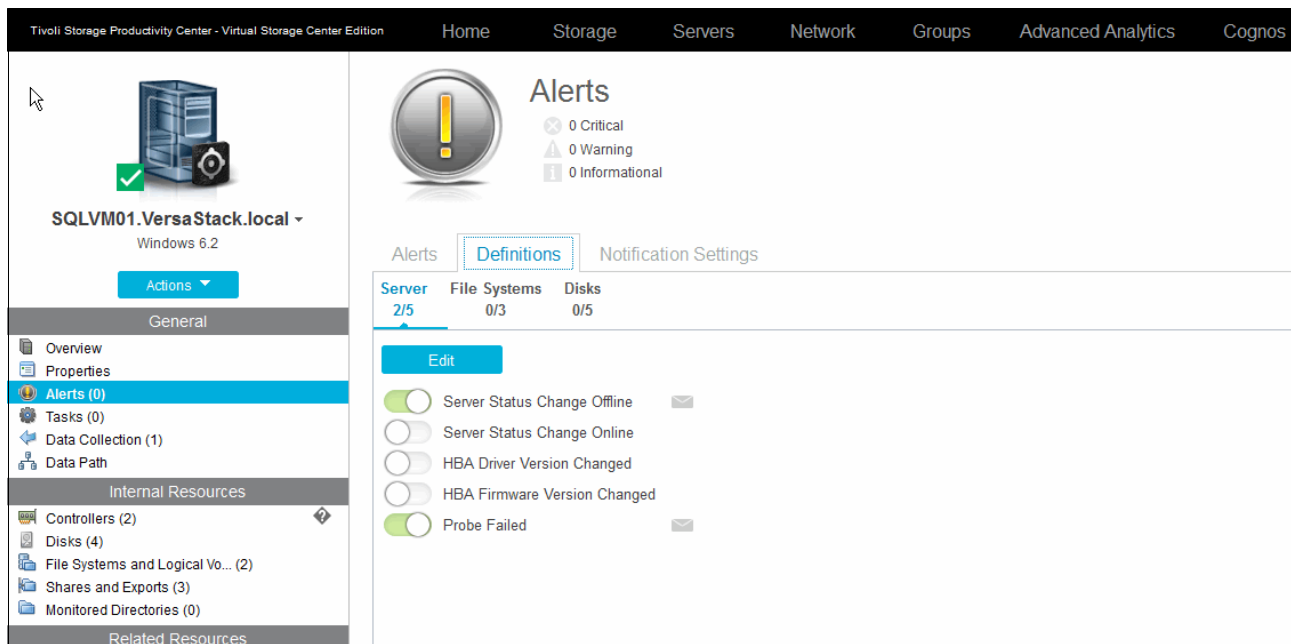 Tivoli Storage Productivity Center - Virtual Storage Center Edition Home Storage Servers Network Groups Advanced Analytics Cognos
SQLVM01.VersaStack.local
Windows 6.2
Actions
General
Overview
Properties
Alerts (0)
Tasks (0)
Data Collection (1)
Data Path
Internal Resources
Controllers (2)
Disks (4)
File Systems and Logical Vo... (2)
Shares and Exports (3)
Monitored Directories (0)
Related Resources
Alerts
0 Critical
0 Warning
0 Informational
Alerts Definitions Notification Settings
Server File Systems Disks
2/5 0/3 0/5
Edit
Server Status Change Offline
Server Status Change Online
HBA Driver Version Changed
HBA Firmware Version Changed
Probe Failed